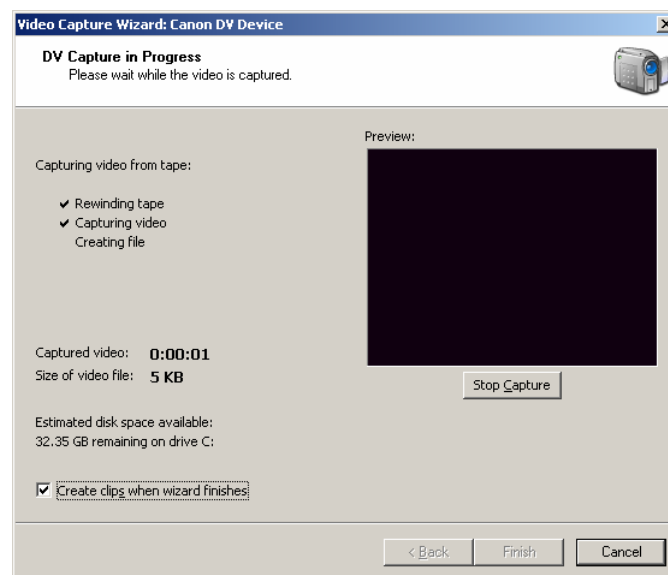 Video Capture Wizard: Canon DV Device
DV Capture in Progress
Please wait while the video is captured.
Preview:
Capturing video from tape:
Rewinding tape
Capturing video
Creating file
Captured video: 0:00:01
Size of video file: 5 KB
Stop Capture
Estimated disk space available:
32.35 GB remaining on drive C:
Create clips when wizard finishes
< Back Finish Cancel